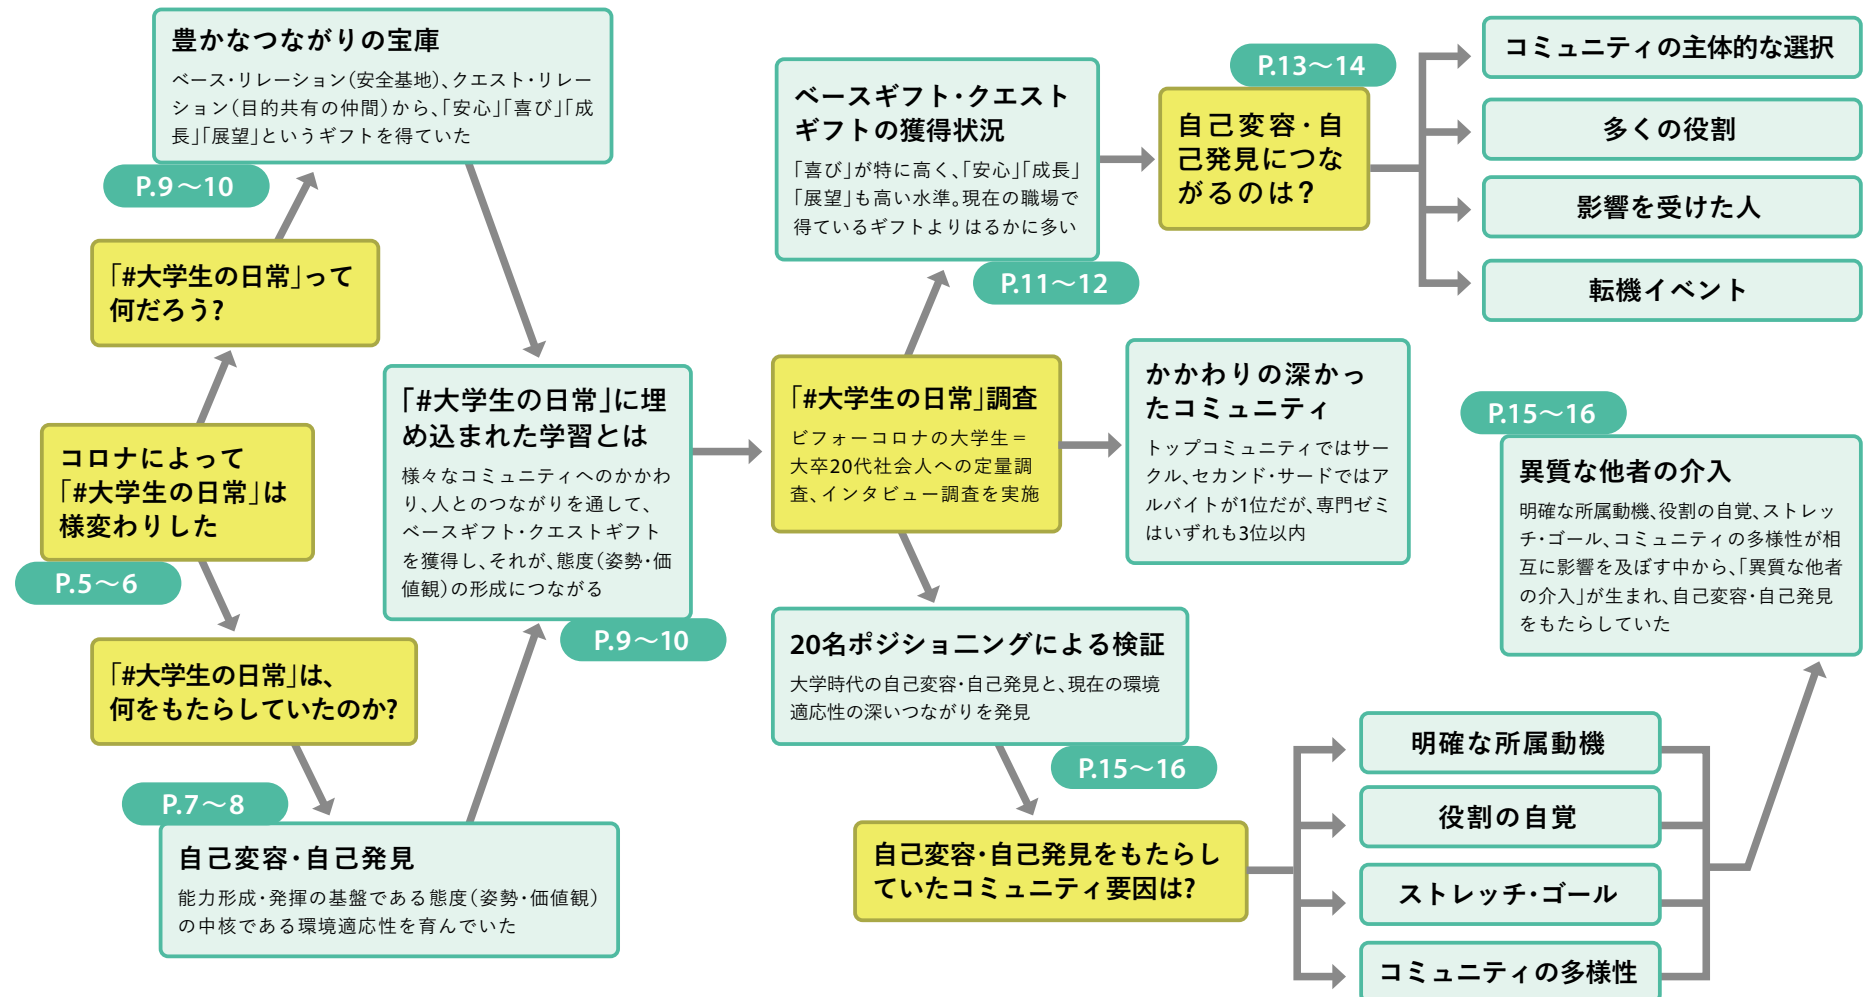 豊かなつながりの宝庫
ベース・リレーション(安全基地)、クエスト・リレー
ション(目的共有の仲間)から、「安心」「喜び」「成
長」「展望」というギフトを得ていた
P.9〜10
「#大学生の日常」って
何だろう?
コロナによって
「#大学生の日常」は
様変わりした
P.5〜6
「#大学生の日常」は、
何をもたらしていたのか?
P.7〜8
自己変容・自己発見
能力形成・発揮の基盤である態度(姿勢・価値観)
の中核である環境適応性を育んでいた
「#大学生の日常」に埋
め込まれた学習とは
様々なコミュニティへのかかわ
り、人とのつながりを通して、
ベースギフト・クエストギフト
を獲得し、それが、態度(姿勢・価
値観)の形成につながる
P.9〜10
「#大学生の日常」調査
ビフォーコロナの大学生=
大卒20代社会人への定量調
査、インタビュー調査を実施
ベースギフト・クエスト
ギフトの獲得状況
「喜び」が特に高く、「安心」「成長」
「展望」も高い水準。現在の職場で
得ているギフトよりはるかに多い
P.11〜12
P.13〜14
自己変容・自
己発見につな
がるのは?
コミュニティの主体的な選択
多くの役割
影響を受けた人
転機イベント
かかわりの深かっ
たコミュニティ
トップコミュニティではサー
クル、セカンド・サードではア
ルバイトが1位だが、専門ゼミ
はいずれも3位以内
20名ポジショニングによる検証
大学時代の自己変容・自己発見と、現在の環境
適応性の深いつながりを発見
P.15〜16
自己変容・自己発見をもたらし
ていたコミュニティ要因は?
明確な所属動機
役割の自覚
ストレッチ・ゴール
コミュニティの多様性
P.15〜16
異質な他者の介入
明確な所属動機、役割の自覚、ストレッ
チ・ゴール、コミュニティの多様性が相
互に影響を及ぼす中から、「異質な他者
の介入」が生まれ、自己変容・自己発見
をもたらしていた